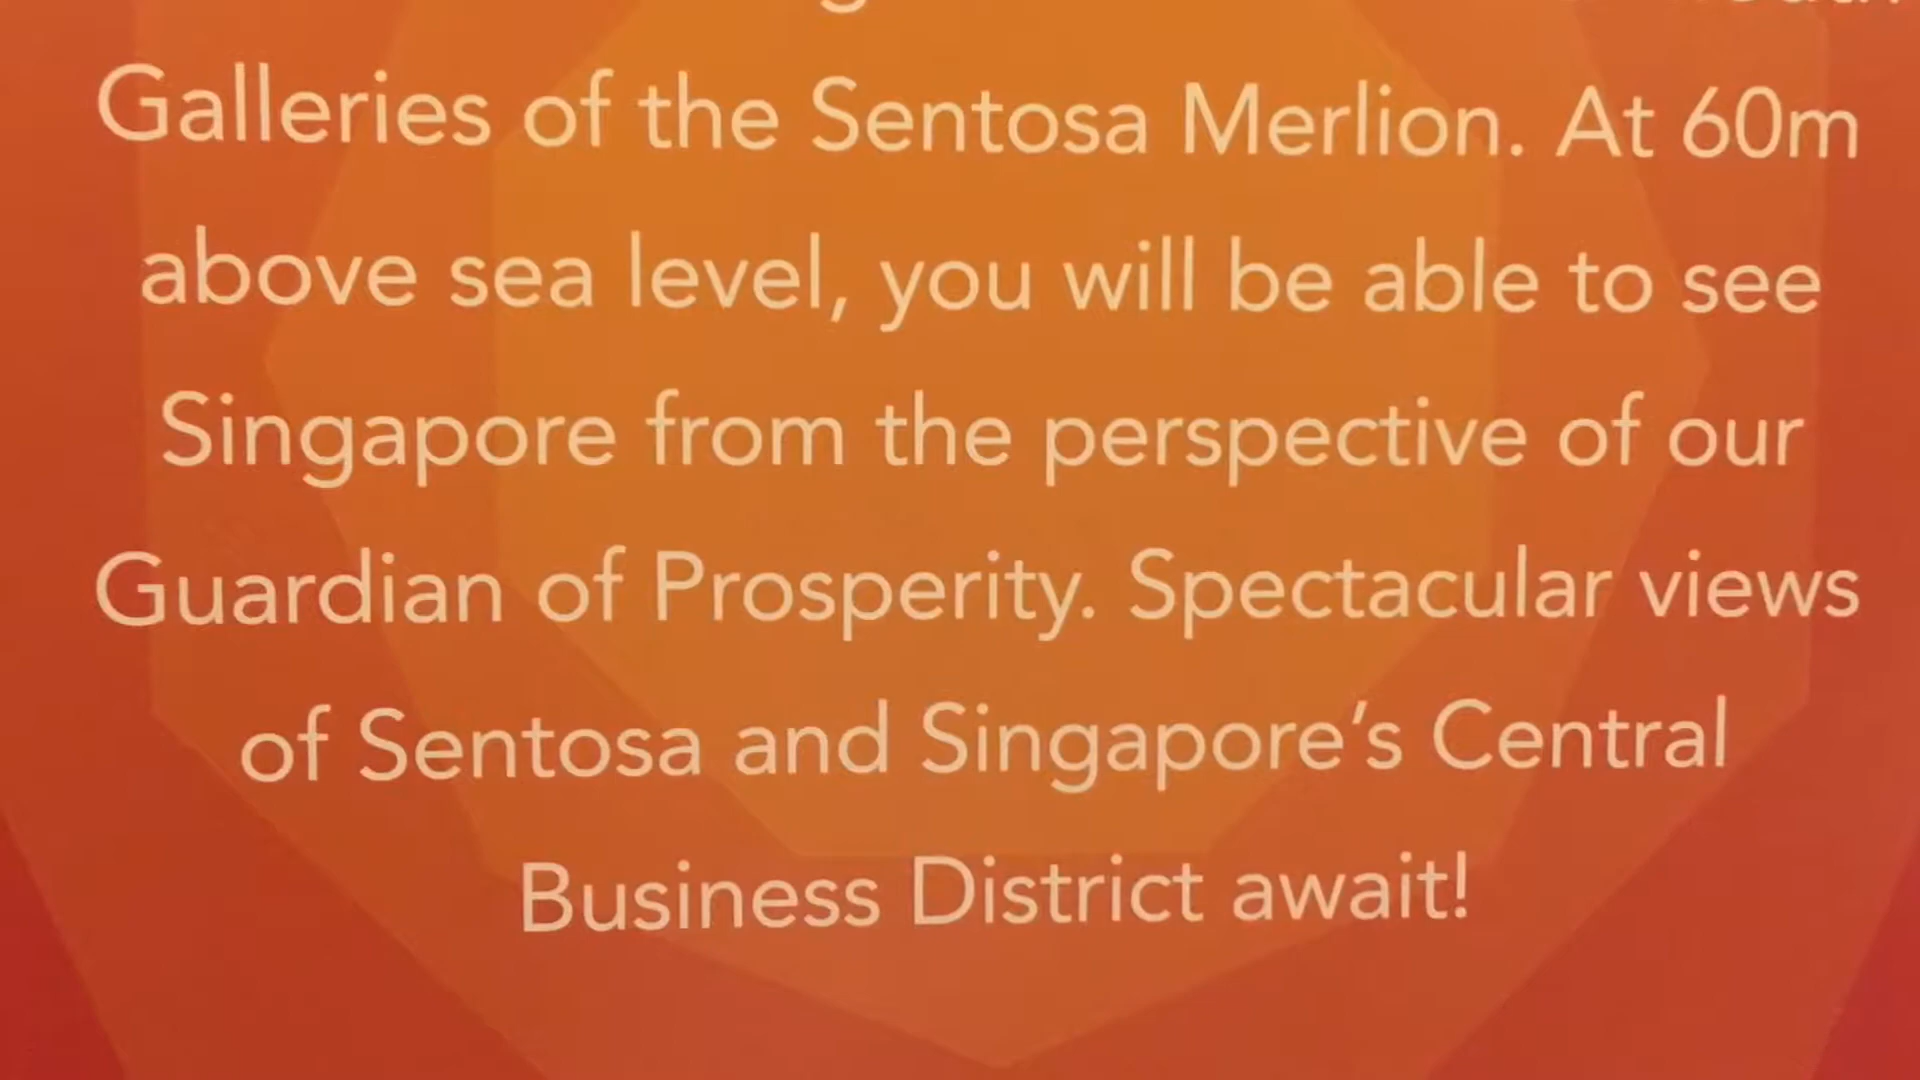 Galleries of the Sentosa Merlion. At 60m
above sea level, you will be able to see
Singapore from the perspective of our
Guardian of Prosperity. Spectacular views
of Sentosa and Singapore’s Central
Business District await!